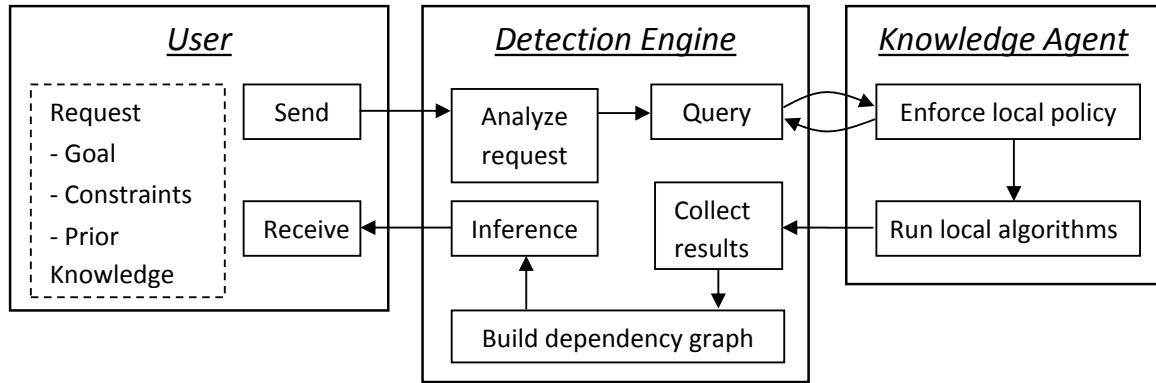 User
Request
- Goal
- Constraints
- Prior
Knowledge
Send
Receive
Detection Engine
Analyze
request
Query
Inference
Collect
results
Build dependency graph
Knowledge Agent
Enforce local policy
Run local algorithms